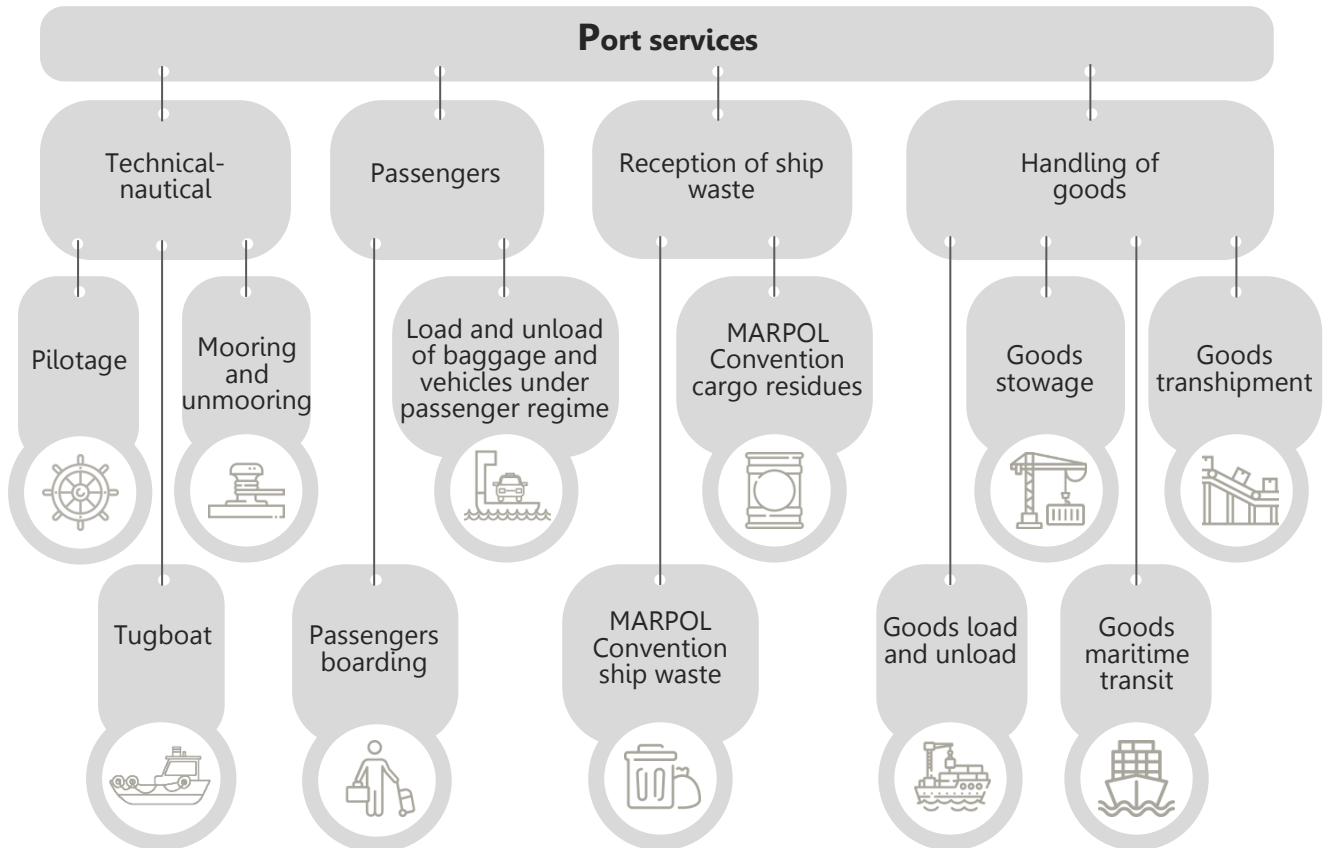 Port services
Technical-
nautical
Passengers
Reception of ship
waste
Handling of
goods
Pilotage
Mooring
and
unmooring
Load and unload
of baggage and
vehicles under
passenger regime
MARPOL
Convention
cargo residues
Goods
stowage
Goods
transhipment
Tugboat
Passengers
boarding
MARPOL
Convention
ship waste
Goods load
and unload
Goods
maritime
transit